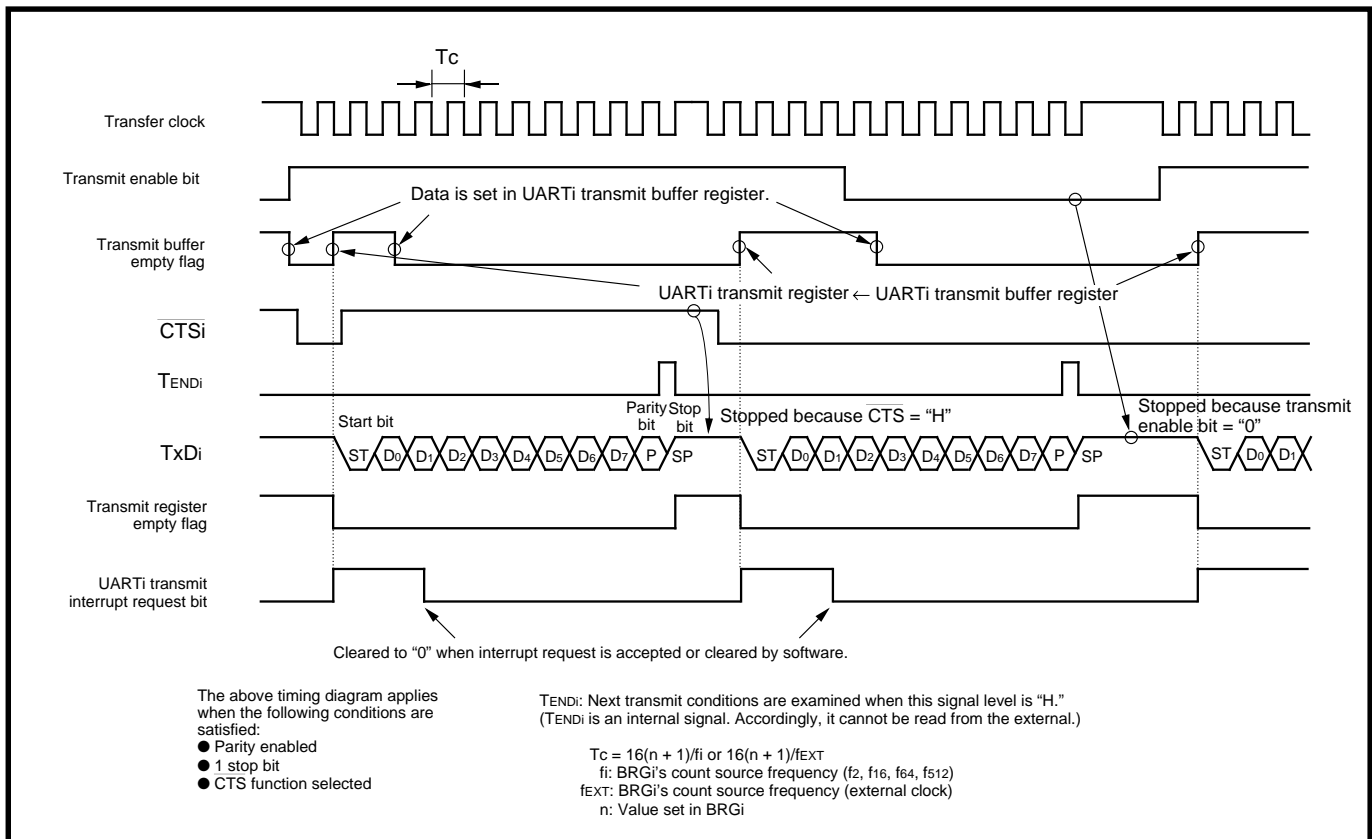 Tc
Transfer clock
Transmit enable bit
Data is set in UARTi transmit buffer register.
Transmit buffer
empty flag
UARTi transmit register ← UARTi transmit buffer register
CTSi
TENDi
Parity
bit
Stop
bit
Start bit
Stopped because CTS = “H”
Stopped because transmit
enable bit = “0”
TxDi
ST D0 D1 D2 D3 D4 D5 D6 D7 P SP ST D0 D1 D2 D3 D4 D5 D6 D7 P SP ST D0 D1
Transmit register
empty flag
UARTi transmit
interrupt request bit
Cleared to “0” when interrupt request is accepted or cleared by software.
The above timing diagram applies
when the following conditions are
satisfied:
● Parity enabled
● 1 stop bit
● CTS function selected
TENDi: Next transmit conditions are examined when this signal level is “H.”
(TENDi is an internal signal. Accordingly, it cannot be read from the external.)
Tc = 16(n + 1)/fi or 16(n + 1)/fEXT
fi: BRGi’s count source frequency (f2, f16, f64, f512)
fEXT: BRGi’s count source frequency (external clock)
n: Value set in BRGi